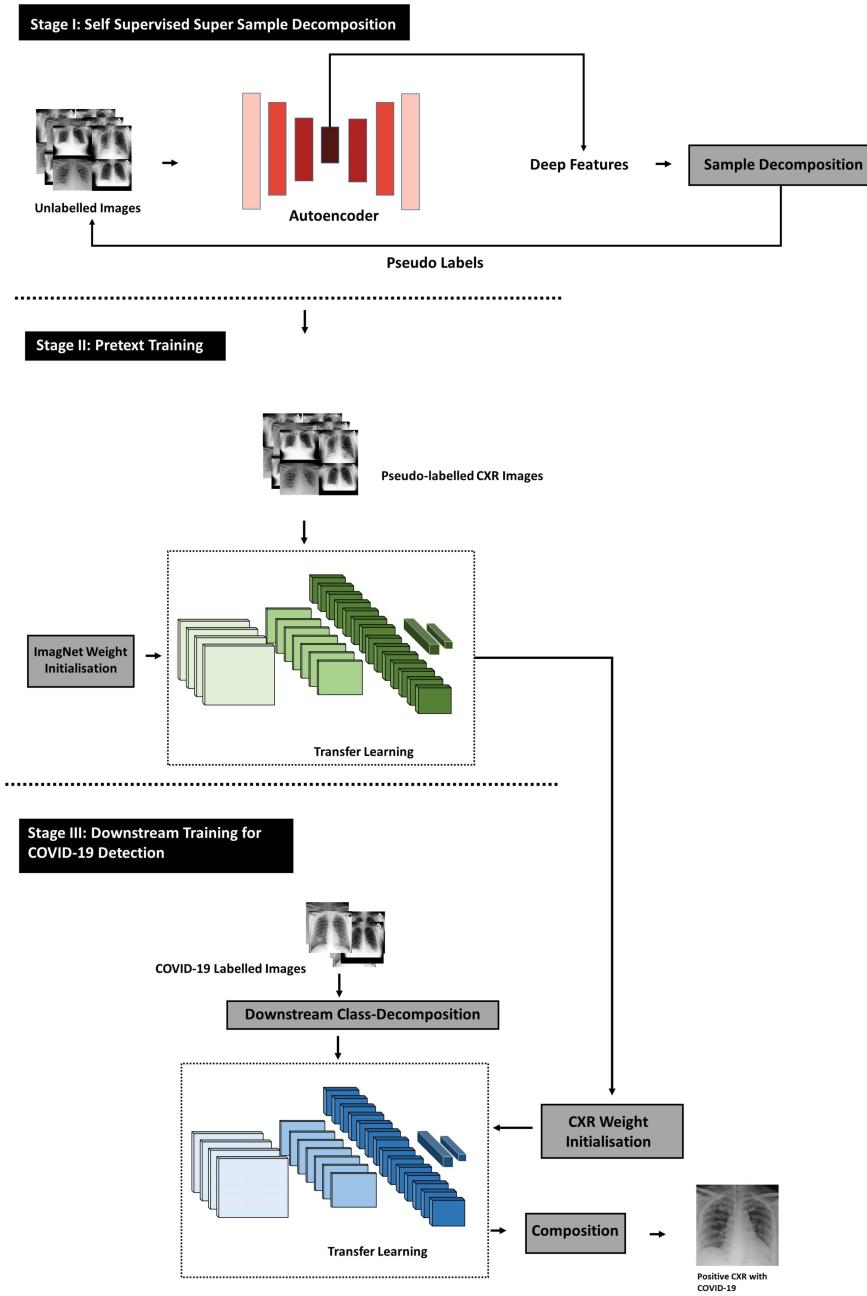 Stage I: Self Supervised Super Sample Decomposition
Unlabelled Images
Autoencoder
Deep Features
Sample Decomposition
Pseudo Labels
Stage II: Pretext Training
Pseudo-labelled CXR Images
ImagNet Weight
Initialisation
Transfer Learning
Stage III: Downstream Training for
COVID-19 Detection
COVID-19 Labelled Images
Downstream Class-Decomposition
CXR Weight
Initialisation
Transfer Learning
Composition
Positive CXR with
COVID-19